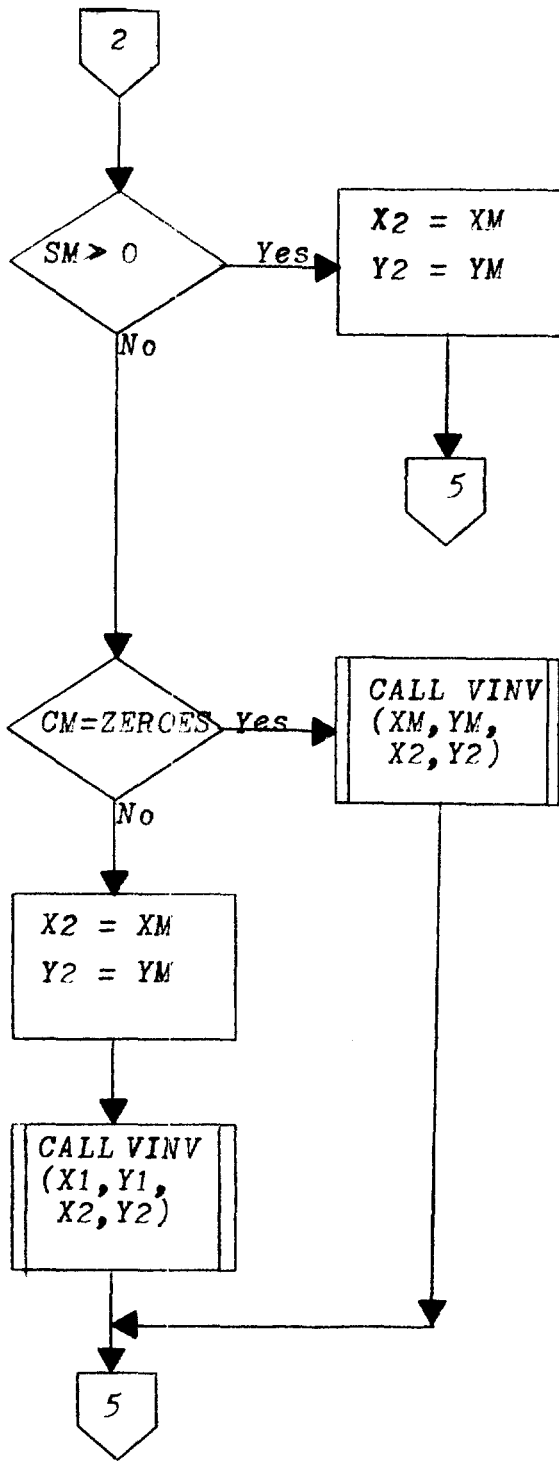 2
SM > 0
Yes
X2 = XM
Y2 = YM
No
5
CM=ZEROES
Yes
CALL VINV
(XM,YM,
X2,Y2)
No
X2 = XM
Y2 = YM
CALL VINV
(X1,Y1,
X2,Y2)
5